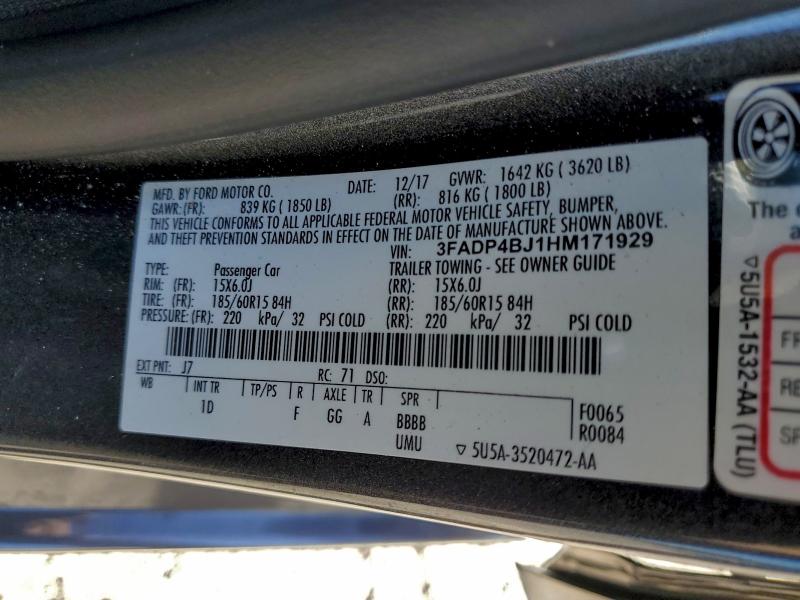 MFD. BY FORD MOTOR CO. DATE: 12/17 GVWR: 1642 KG ( 3620 LB)
GAWR: (FR): 839 KG ( 1850 LB) (RR): 816 KG ( 1800 LB)
THIS VEHICLE CONFORMS TO ALL APPLICABLE FEDERAL MOTOR VEHICLE SAFETY, BUMPER,
AND THEFT PREVENTION STANDARDS IN EFFECT ON THE DATE OF MANUFACTURE SHOWN ABOVE.
VIN: 3FADP4BJ1HM171929
TYPE: Passenger Car TRAILER TOWING - SEE OWNER GUIDE
RIM: (FR): 15X6.0J (RR): 15X6.0J
TIRE: (FR): 185/60R15 84H (RR): 185/60R15 84H
PRESSURE: (FR): 220 kPa/ 32 PSI COLD (RR): 220 kPa/ 32 PSI COLD
EXT PNT: J7 RC: 71 DSO:
WB INT TR TP/PS R AXLE TR SPR
1D F GG A BBBB F0065
UMU R0084
5U5A-3520472-AA
The
5U5A-1532-AA (TLU)
FR
RE
SP